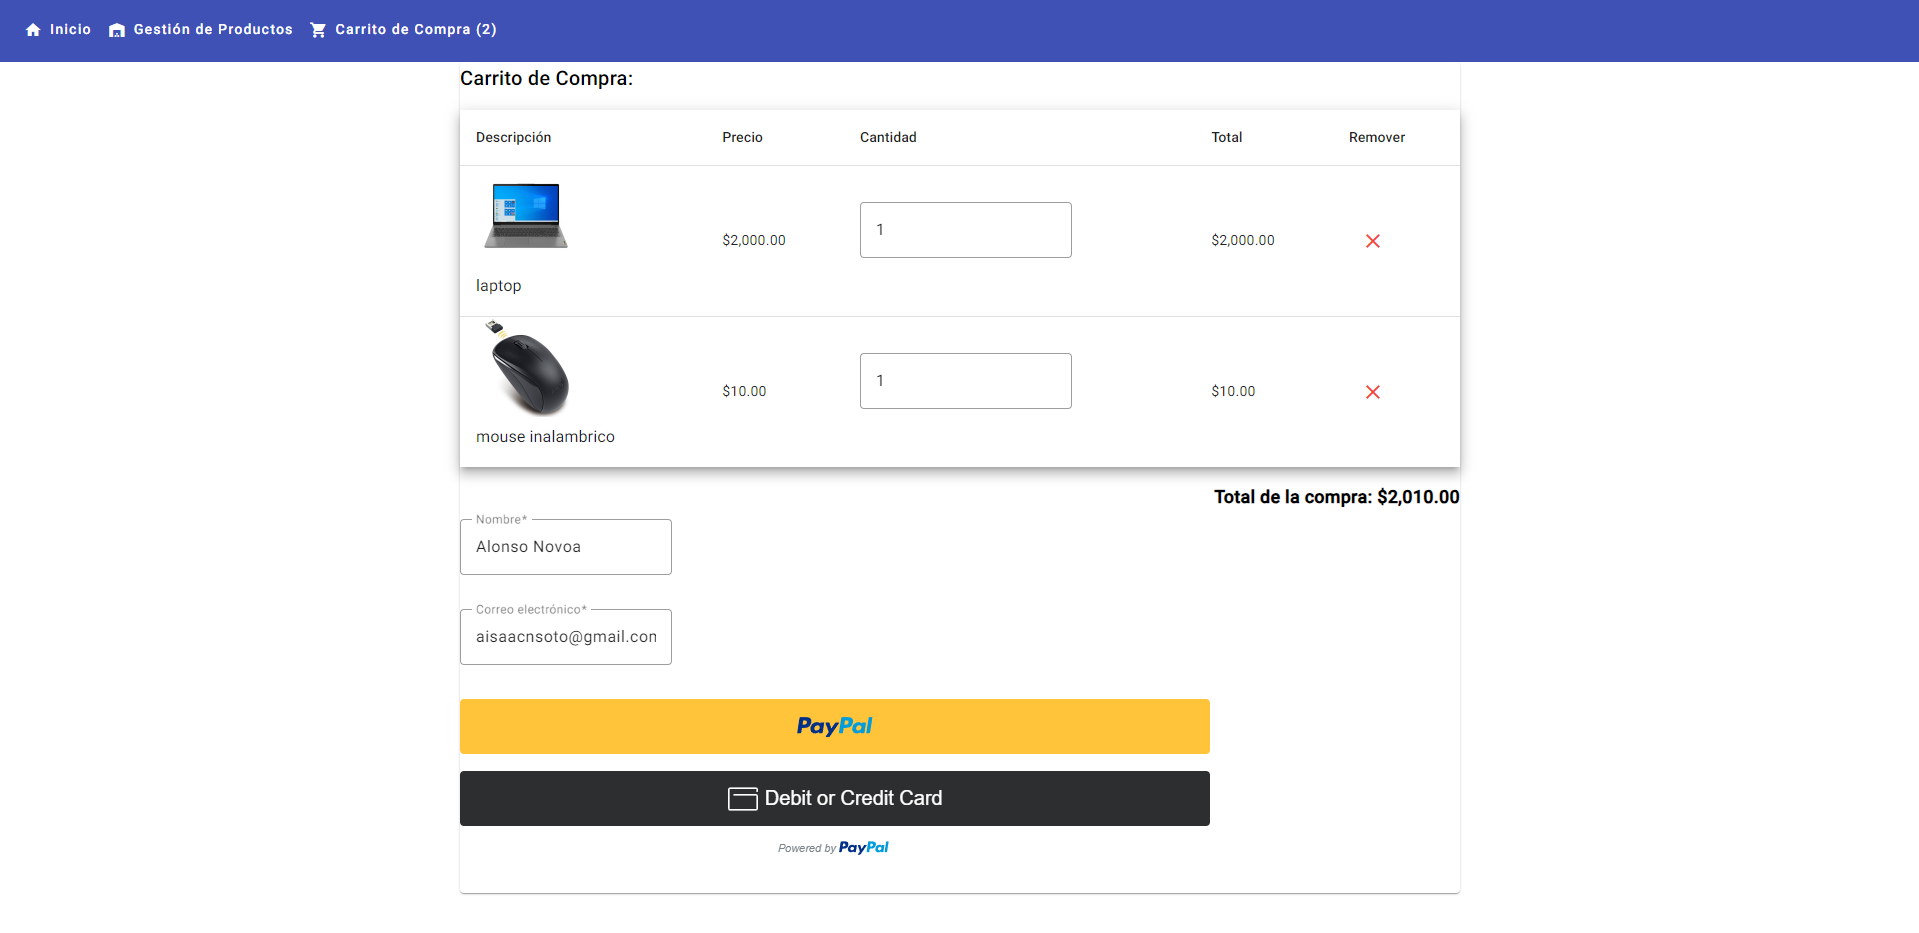 Inicio Gestión de Productos Carrito de Compra (2)
Carrito de Compra:
Descripción Precio Cantidad Total Remover
$2,000.00 1 $2,000.00
laptop
$10.00 1 $10.00
mouse inalambrico
Total de la compra: $2,010.00
Nombre*
Alonso Novoa
Correo electrónico*
aisaacnsoto@gmail.con
PayPal
Debit or Credit Card
Powered by PayPal